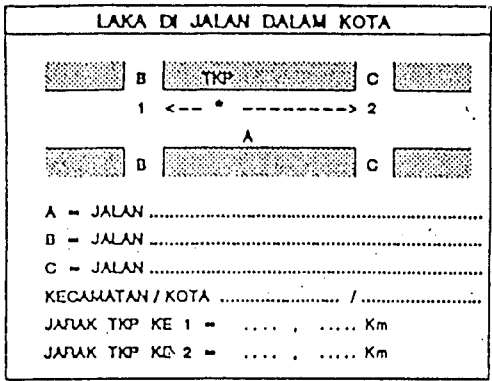 LAKA DI JALAN DALAM KOTA
B TKP C
1 <-- * -----------> 2
A
B C
A = JALAN ..................................................
B = JALAN ..................................................
C = JALAN ..................................................
KECAMATAN / KOTA .................... / ....................
JARAK TKP KE 1 = .... , ..... Km
JARAK TKP KE 2 = .... , ..... Km